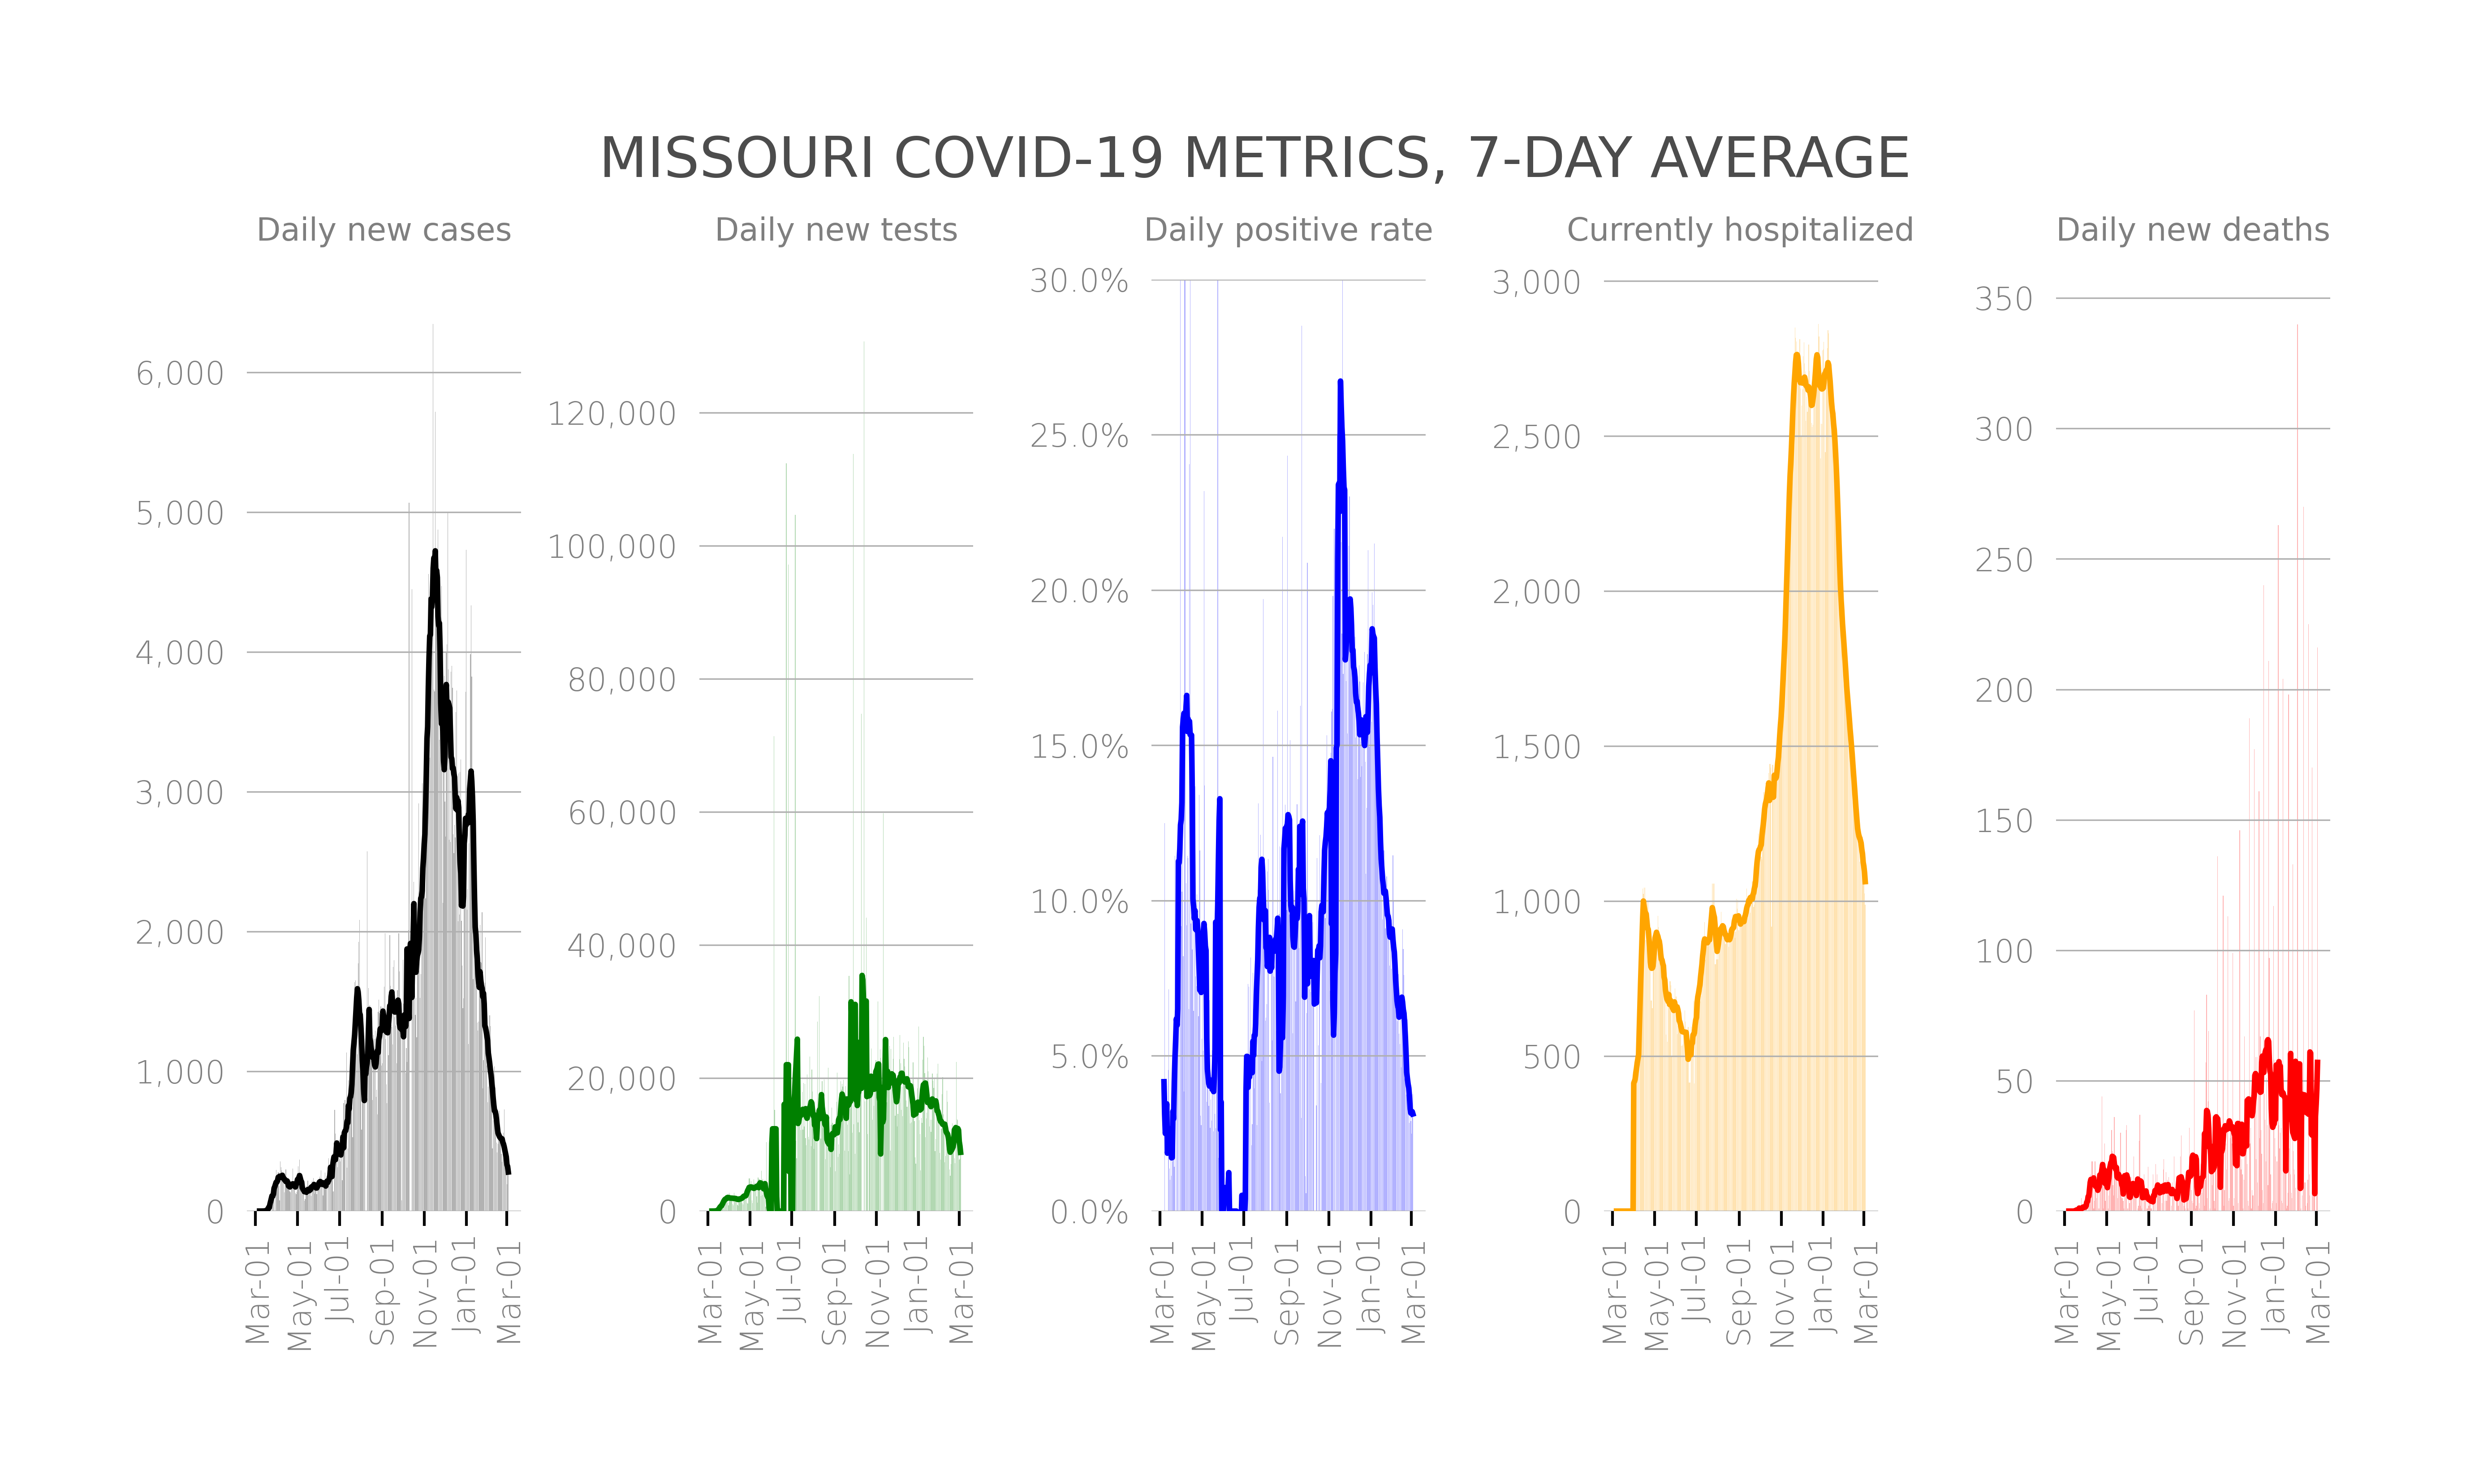 MISSOURI COVID-19 METRICS, 7-DAY AVERAGE
Daily new cases
6,000
5,000
4,000
3,000
2,000
1,000
0
Mar-01
May-01
Jul-01
Sep-01
Nov-01
Jan-01
Mar-01
Daily new tests
120,000
100,000
80,000
60,000
40,000
20,000
0
Mar-01
May-01
Jul-01
Sep-01
Nov-01
Jan-01
Mar-01
Daily positive rate
30.0%
25.0%
20.0%
15.0%
10.0%
5.0%
0.0%
Mar-01
May-01
Jul-01
Sep-01
Nov-01
Jan-01
Mar-01
Currently hospitalized
3,000
2,500
2,000
1,500
1,000
500
0
Mar-01
May-01
Jul-01
Sep-01
Nov-01
Jan-01
Mar-01
Daily new deaths
350
300
250
200
150
100
50
0
Mar-01
May-01
Jul-01
Sep-01
Nov-01
Jan-01
Mar-01